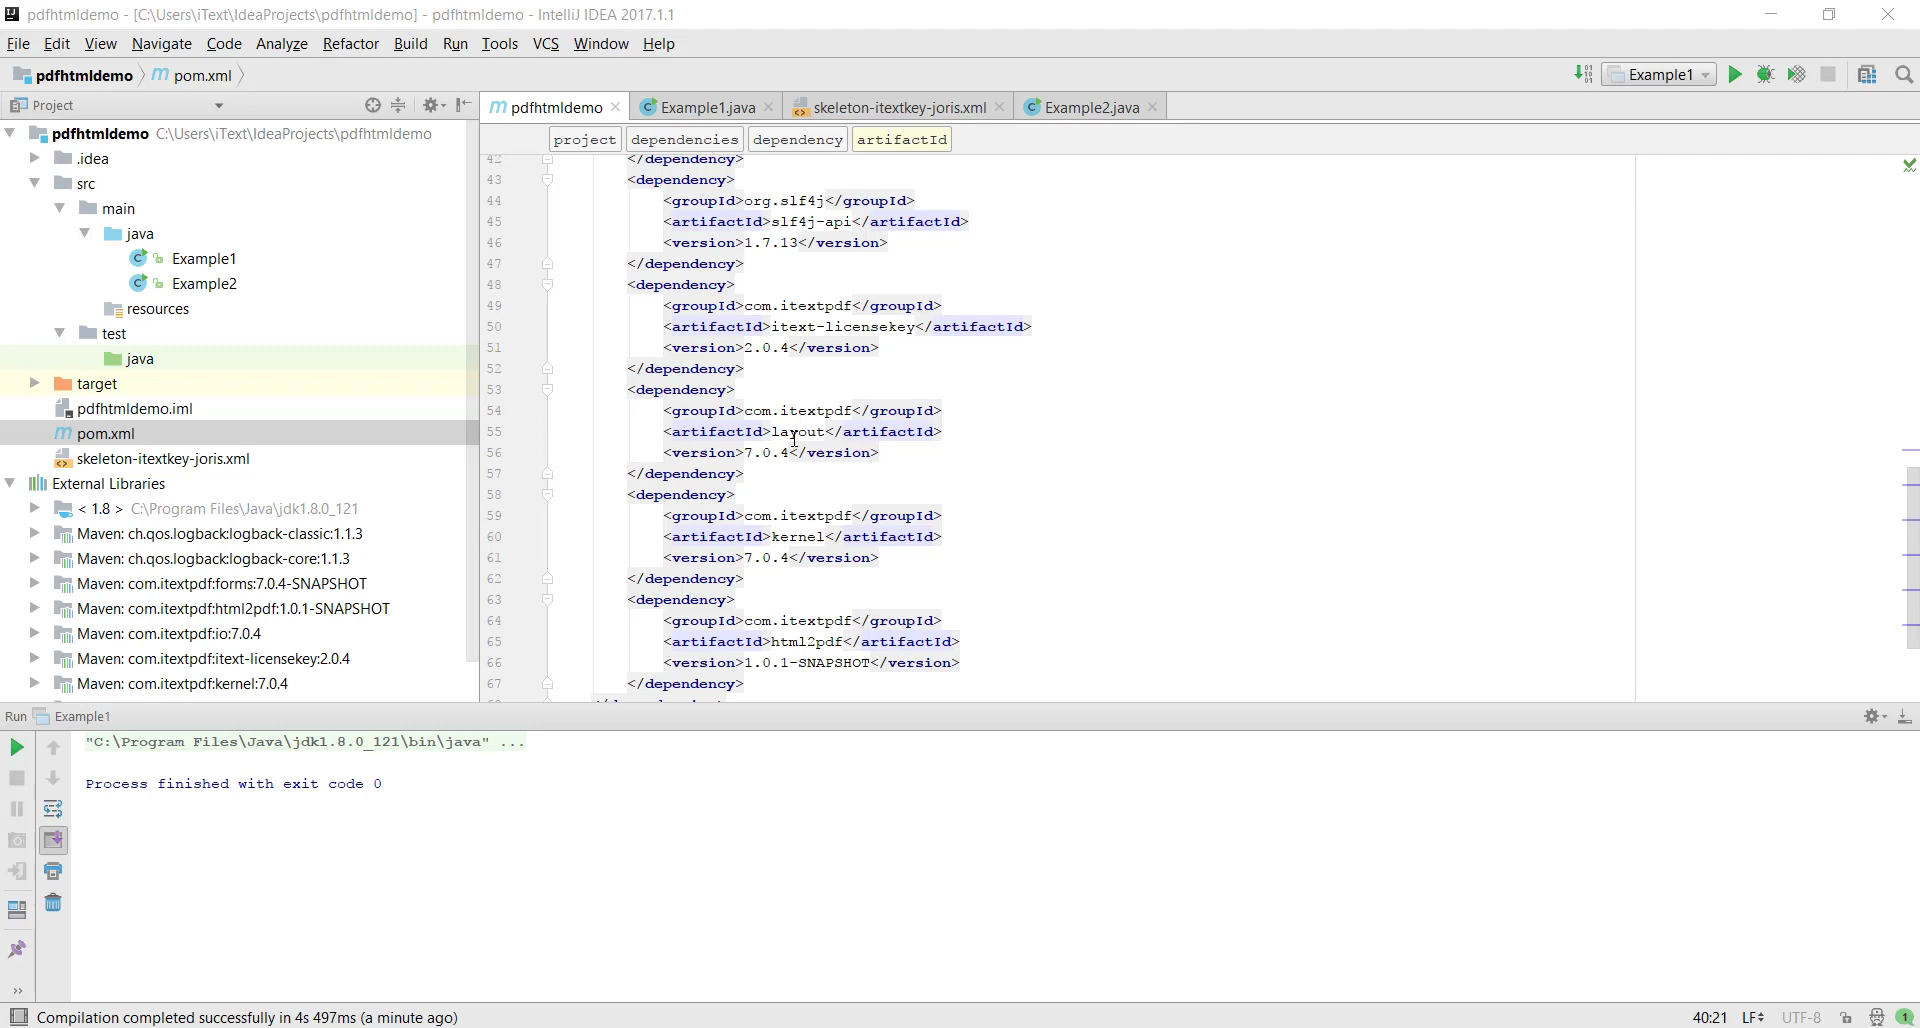 pdfhtmldemo - [C:\Users\iText\IdeaProjects\pdfhtmldemo] - pdfhtmldemo - IntelliJ IDEA 2017.1.1
File Edit View Navigate Code Analyze Refactor Build Run Tools VCS Window Help
pdfhtmldemo pom.xml Example1
Project
pdfhtmldemo Example1.java skeleton-itextkey-joris.xml Example2.java
pdfhtmldemo C:\Users\iText\IdeaProjects\pdfhtmldemo
.idea
src
main
java
Example1
Example2
resources
test
java
target
pdfhtmldemo.iml
pom.xml
skeleton-itextkey-joris.xml
External Libraries
< 1.8 > C:\Program Files\Java\jdk1.8.0_121
Maven: ch.qos.logback:logback-classic:1.1.3
Maven: ch.qos.logback:logback-core:1.1.3
Maven: com.itextpdf:forms:7.0.4-SNAPSHOT
Maven: com.itextpdf:html2pdf:1.0.1-SNAPSHOT
Maven: com.itextpdf:io:7.0.4
Maven: com.itextpdf:itext-licensekey:2.0.4
Maven: com.itextpdf:kernel:7.0.4
project dependencies dependency artifactId
42 </dependency>
43 <dependency>
44 <groupId>org.slf4j</groupId>
45 <artifactId>slf4j-api</artifactId>
46 <version>1.7.13</version>
47 </dependency>
48 <dependency>
49 <groupId>com.itextpdf</groupId>
50 <artifactId>itext-licensekey</artifactId>
51 <version>2.0.4</version>
52 </dependency>
53 <dependency>
54 <groupId>com.itextpdf</groupId>
55 <artifactId>layout</artifactId>
56 <version>7.0.4</version>
57 </dependency>
58 <dependency>
59 <groupId>com.itextpdf</groupId>
60 <artifactId>kernel</artifactId>
61 <version>7.0.4</version>
62 </dependency>
63 <dependency>
64 <groupId>com.itextpdf</groupId>
65 <artifactId>html2pdf</artifactId>
66 <version>1.0.1-SNAPSHOT</version>
67 </dependency>
Run Example1
"C:\Program Files\Java\jdk1.8.0_121\bin\java" ...
Process finished with exit code 0
Compilation completed successfully in 4s 497ms (a minute ago) 40:21 LF UTF-8 1